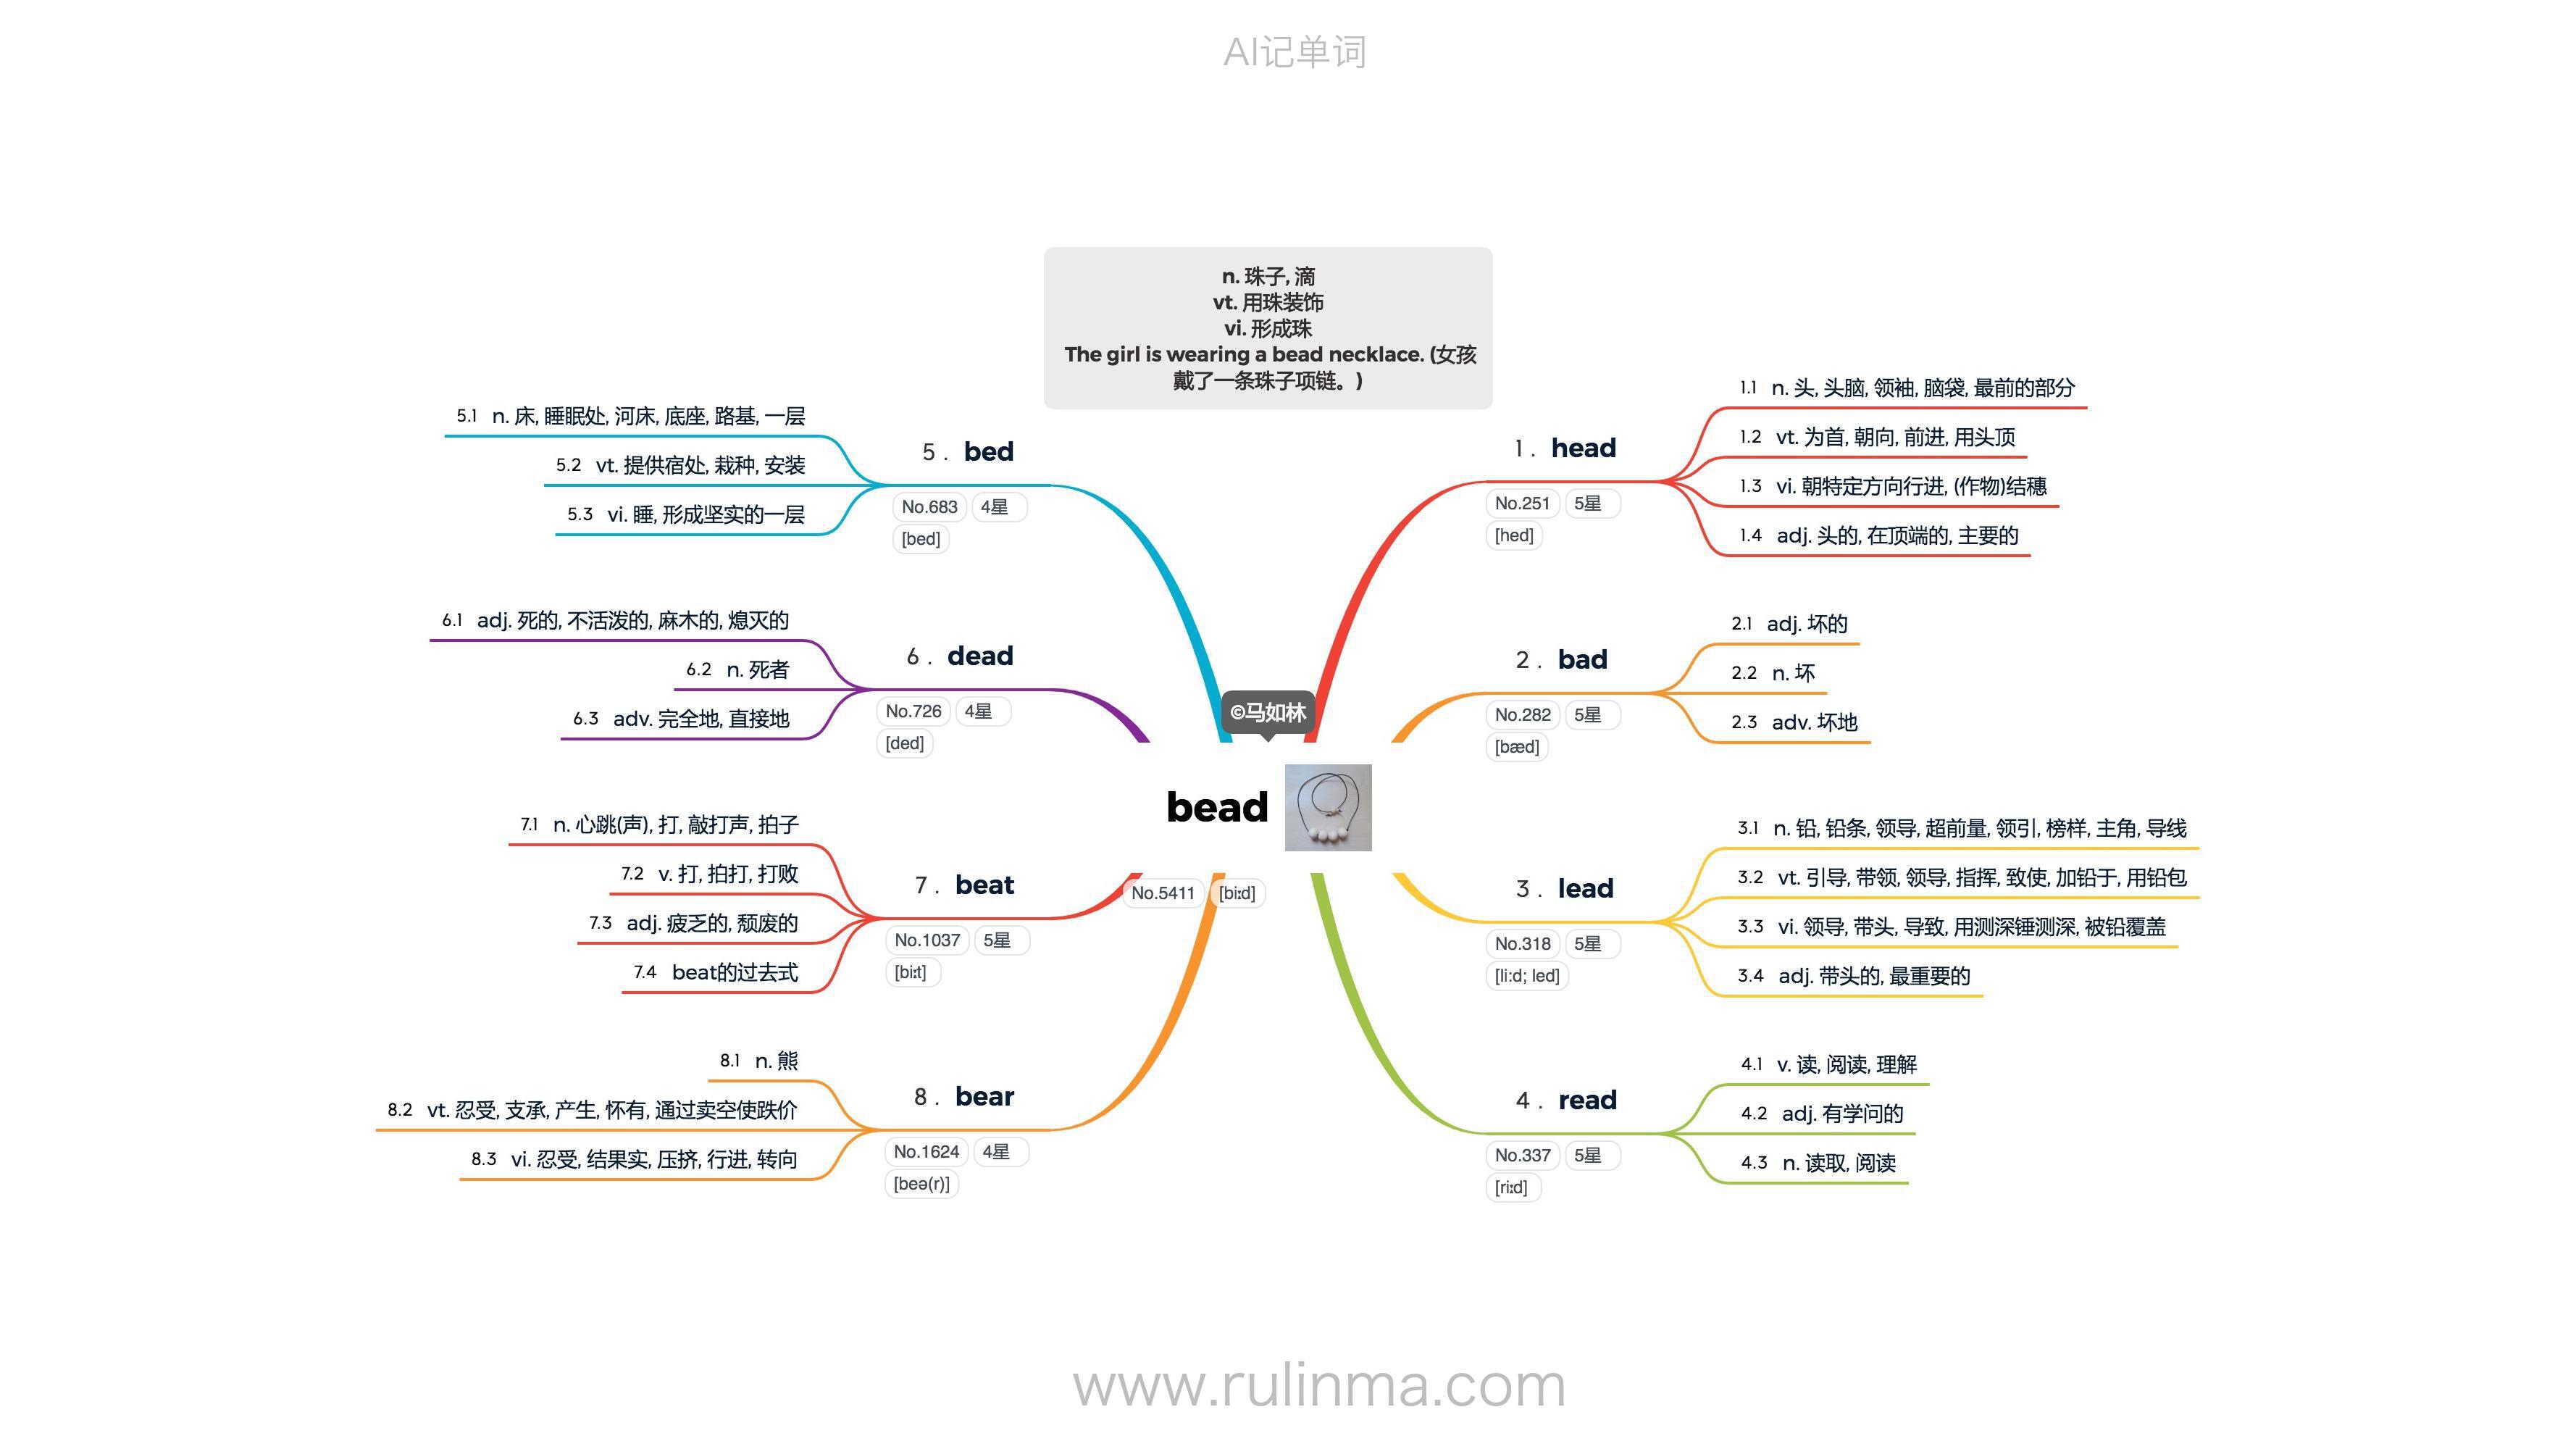 AI记单词
n. 珠子, 滴
vt. 用珠装饰
vi. 形成珠
The girl is wearing a bead necklace. (女孩
戴了一条珠子项链。)
©马如林
bead
No.5411 [biːd]
1. head
No.251 5星
[hed]
1.1 n. 头, 头脑, 领袖, 脑袋, 最前的部分
1.2 vt. 为首, 朝向, 前进, 用头顶
1.3 vi. 朝特定方向行进, (作物)结穗
1.4 adj. 头的, 在顶端的, 主要的
2. bad
No.282 5星
[bæd]
2.1 adj. 坏的
2.2 n. 坏
2.3 adv. 坏地
3. lead
No.318 5星
[li:d; led]
3.1 n. 铅, 铅条, 领导, 超前量, 领引, 榜样, 主角, 导线
3.2 vt. 引导, 带领, 领导, 指挥, 致使, 加铅于, 用铅包
3.3 vi. 领导, 带头, 导致, 用测深锤测深, 被铅覆盖
3.4 adj. 带头的, 最重要的
4. read
No.337 5星
[riːd]
4.1 v. 读, 阅读, 理解
4.2 adj. 有学问的
4.3 n. 读取, 阅读
5. bed
No.683 4星
[bed]
5.1 n. 床, 睡眠处, 河床, 底座, 路基, 一层
5.2 vt. 提供宿处, 栽种, 安装
5.3 vi. 睡, 形成坚实的一层
6. dead
No.726 4星
[ded]
6.1 adj. 死的, 不活泼的, 麻木的, 熄灭的
6.2 n. 死者
6.3 adv. 完全地, 直接地
7. beat
No.1037 5星
[biːt]
7.1 n. 心跳(声), 打, 敲打声, 拍子
7.2 v. 打, 拍打, 打败
7.3 adj. 疲乏的, 颓废的
7.4 beat的过去式
8. bear
No.1624 4星
[beə(r)]
8.1 n. 熊
8.2 vt. 忍受, 支承, 产生, 怀有, 通过卖空使跌价
8.3 vi. 忍受, 结果实, 压挤, 行进, 转向
www.rulinma.com